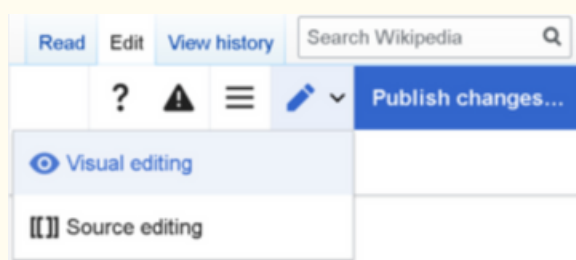 Read Edit View history Search Wikipedia
? Publish changes...
Visual editing
[[]] Source editing